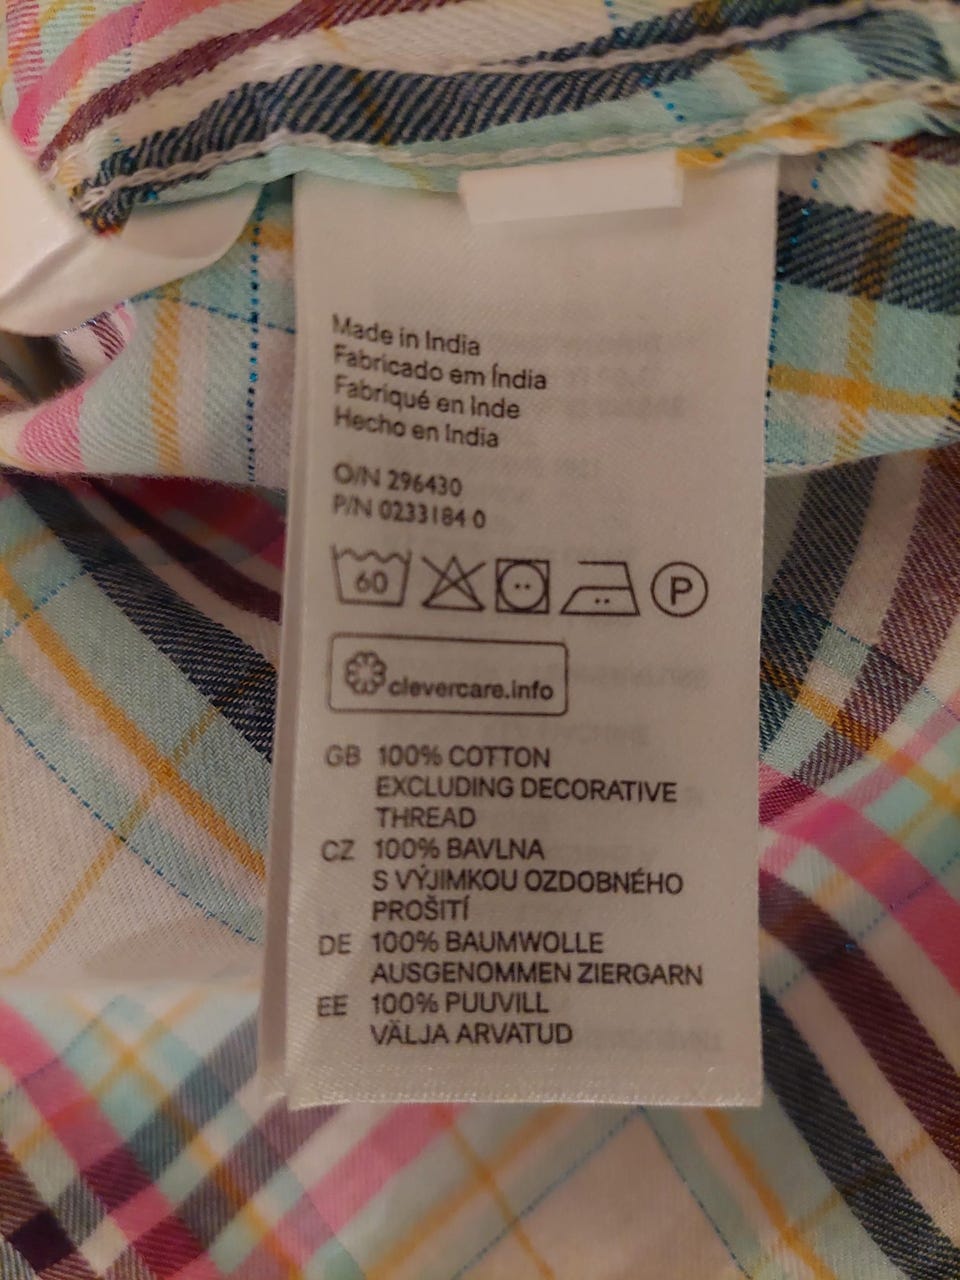 Made in India
Fabricado em Índia
Fabriqué en Inde
Hecho en India
O/N 296430
P/N 0233184 0
60 P
clevercare.info
GB 100% COTTON
EXCLUDING DECORATIVE
THREAD
CZ 100% BAVLNA
S VÝJIMKOU OZDOBNÉHO
PROŠITÍ
DE 100% BAUMWOLLE
AUSGENOMMEN ZIERGARN
EE 100% PUUVILL
VÄLJA ARVATUD